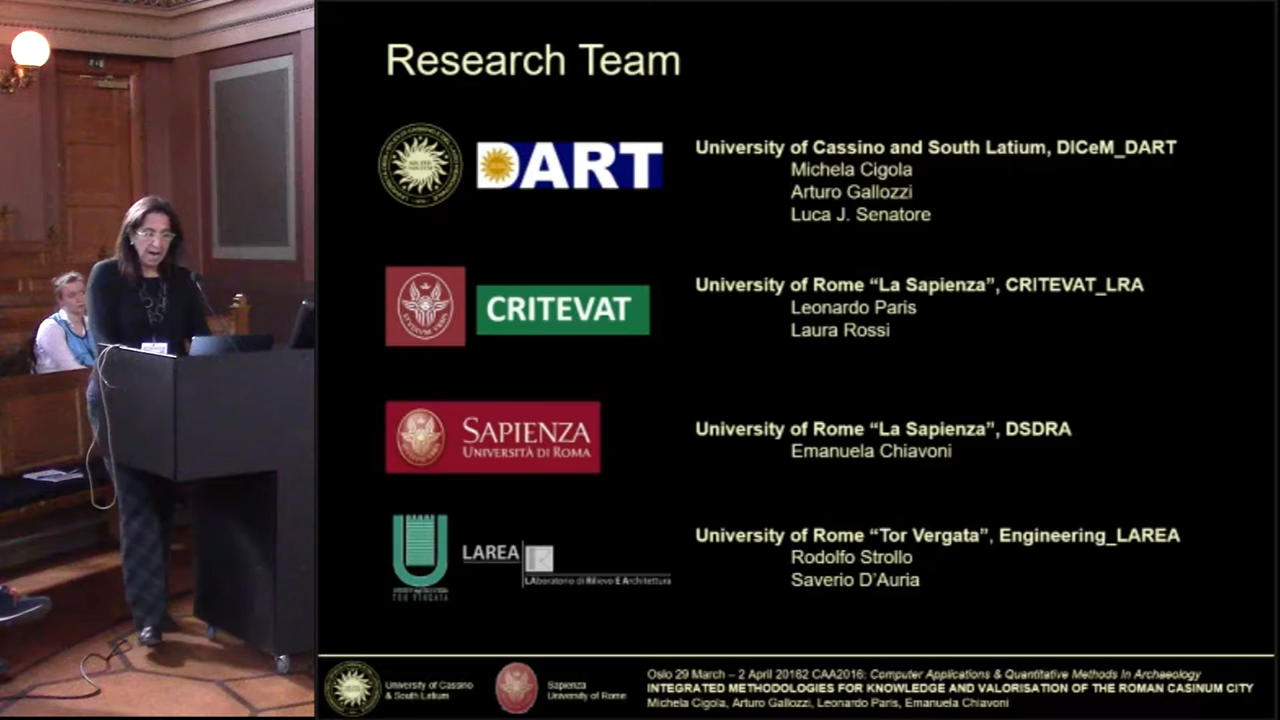 Research Team
DART
University of Cassino and South Latium, DICeM_DART
Michela Cigola
Arturo Gallozzi
Luca J. Senatore
CRITEVAT
University of Rome “La Sapienza”, CRITEVAT_LRA
Leonardo Paris
Laura Rossi
SAPIENZA
UNIVERSITÀ DI ROMA
University of Rome “La Sapienza”, DSDRA
Emanuela Chiavoni
LAREA
LAboratorio di Rilievo E Architettura
TOR VERGATA
University of Rome “Tor Vergata”, Engineering_LAREA
Rodolfo Strollo
Saverio D’Auria
University of Cassino
& South Latium
Sapienza
University of Rome
Oslo 29 March – 2 April 20162 CAA2016: Computer Applications & Quantitative Methods In Archaeology
INTEGRATED METHODOLOGIES FOR KNOWLEDGE AND VALORISATION OF THE ROMAN CASINUM CITY
Michela Cigola, Arturo Gallozzi, Leonardo Paris, Emanuela Chiavoni